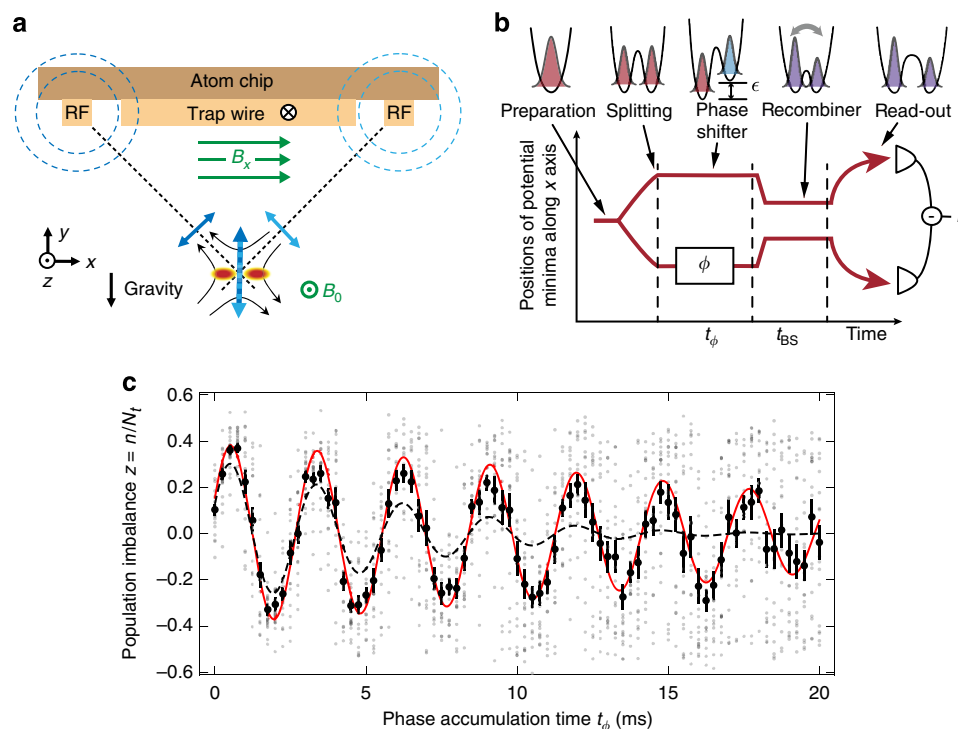 a
Atom chip
RF
Trap wire
RF
B_x
y
z
x
Gravity
B_0
b
ϵ
Preparation
Splitting
Phase
shifter
Recombiner
Read-out
Positions of potential
minima along x axis
ϕ
-
t_ϕ
t_BS
Time
c
Population imbalance z = n/N_t
0.6
0.4
0.2
0.0
−0.2
−0.4
−0.6
0
5
10
15
20
Phase accumulation time t_ϕ (ms)